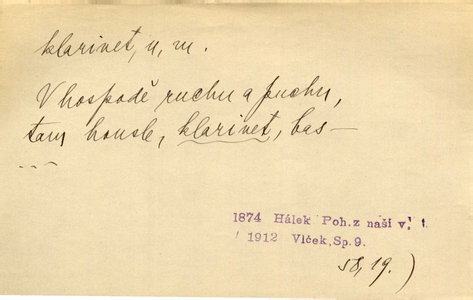 klarinet, u, m.
V hospodě ruchu a puchu,
tam housle, klarinet, bas —
...
1874 Hálek Poh. z naší v. I.
1912 Vlček, Sp. 9.
58, 19. )